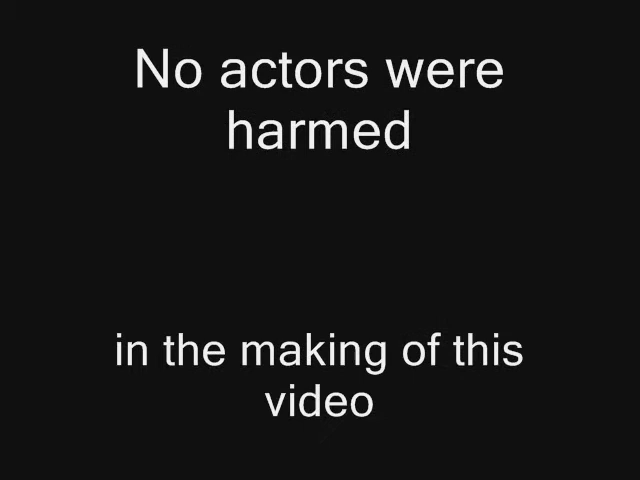 No actors were
harmed
in the making of this
video